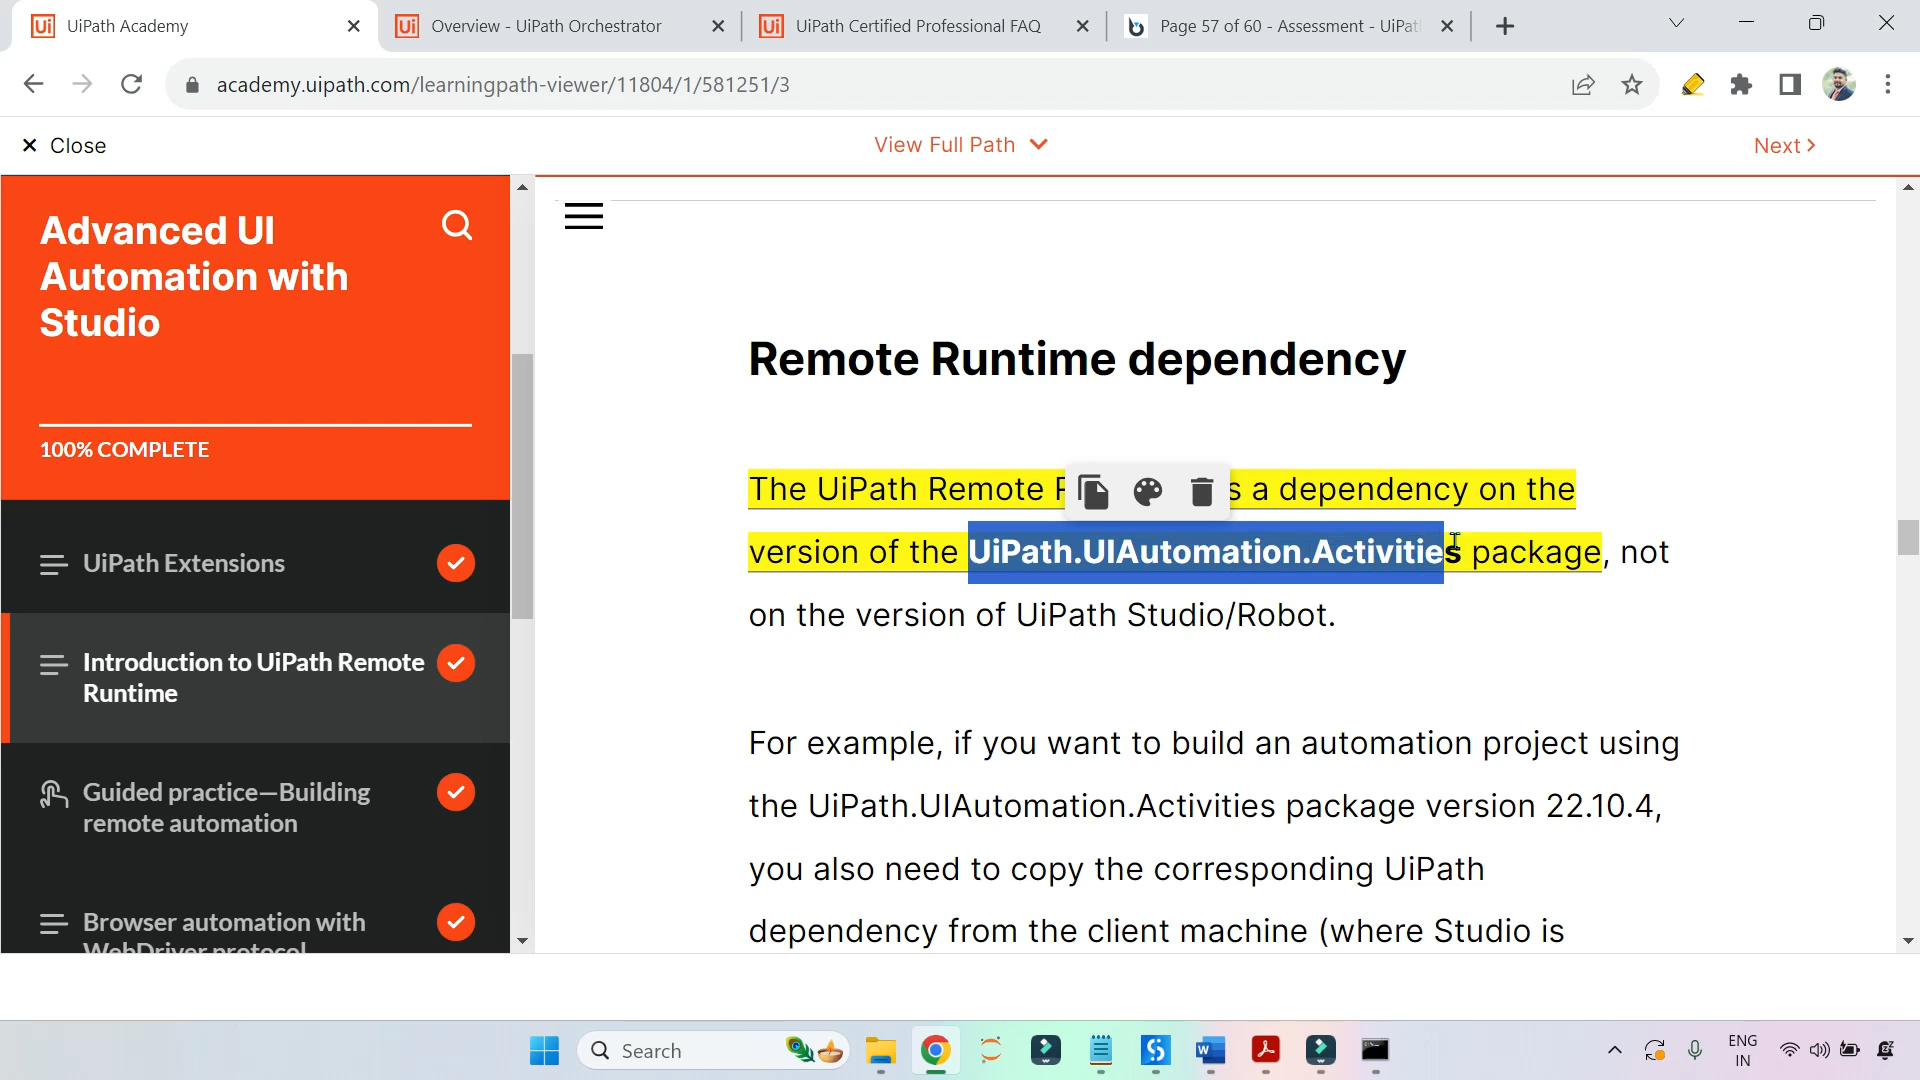 UiPath Academy
Overview - UiPath Orchestrator
UiPath Certified Professional FAQ
Page 57 of 60 - Assessment - UiPat
academy.uipath.com/learningpath-viewer/11804/1/581251/3
Close
View Full Path
Next
Advanced UI
Automation with
Studio
100% COMPLETE
UiPath Extensions
Introduction to UiPath Remote
Runtime
Guided practice—Building
remote automation
Browser automation with
WebDriver protocol
Remote Runtime dependency
The UiPath Remote R s a dependency on the
version of the UiPath.UIAutomation.Activities package, not
on the version of UiPath Studio/Robot.
For example, if you want to build an automation project using
the UiPath.UIAutomation.Activities package version 22.10.4,
you also need to copy the corresponding UiPath
dependency from the client machine (where Studio is
Search
ENG
IN